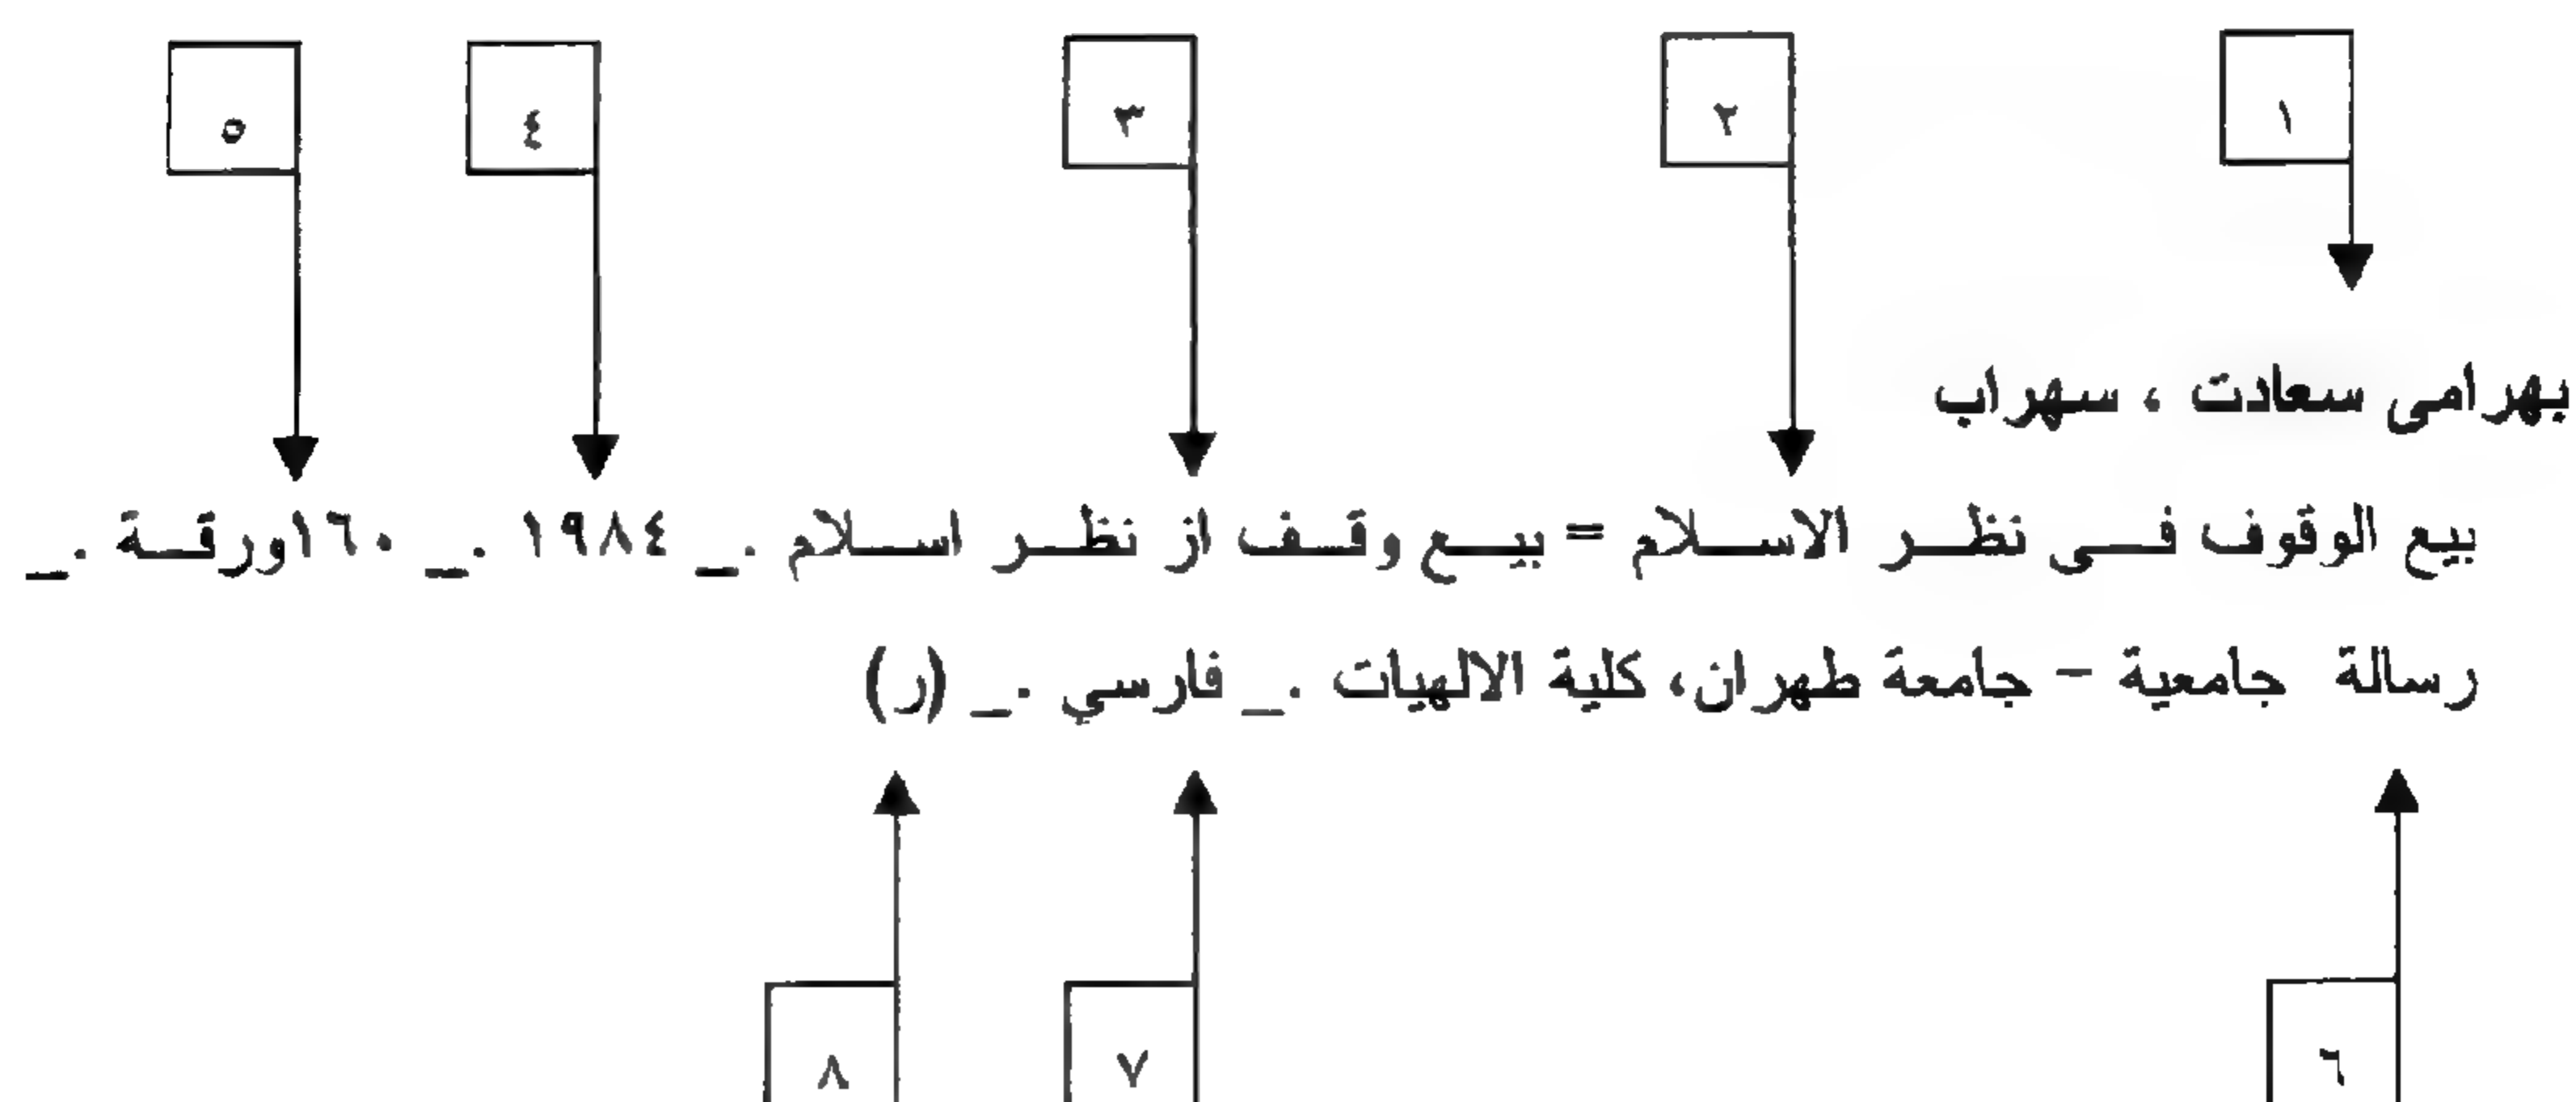 ١ ٢ ٣ ٤ ٥
بهرامى سعادت ، سهراب
بيع الوقوف فى نظر الاسلام = بيع وقف از نظر اسلام ._ ١٩٨٤ ._ ١٦٠ورقة ._
رسالة جامعية - جامعة طهران، كلية الالهيات ._ فارسي ._ (ر)
٦ ٧ ٨